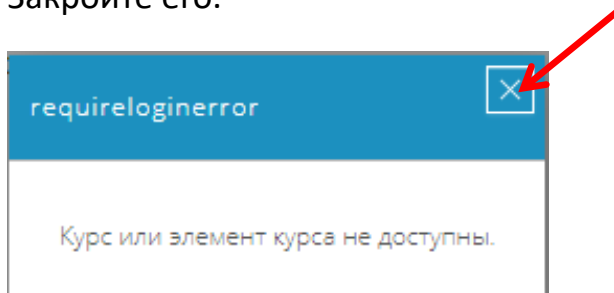 Закройте его.
requireloginerror
Курс или элемент курса не доступны.